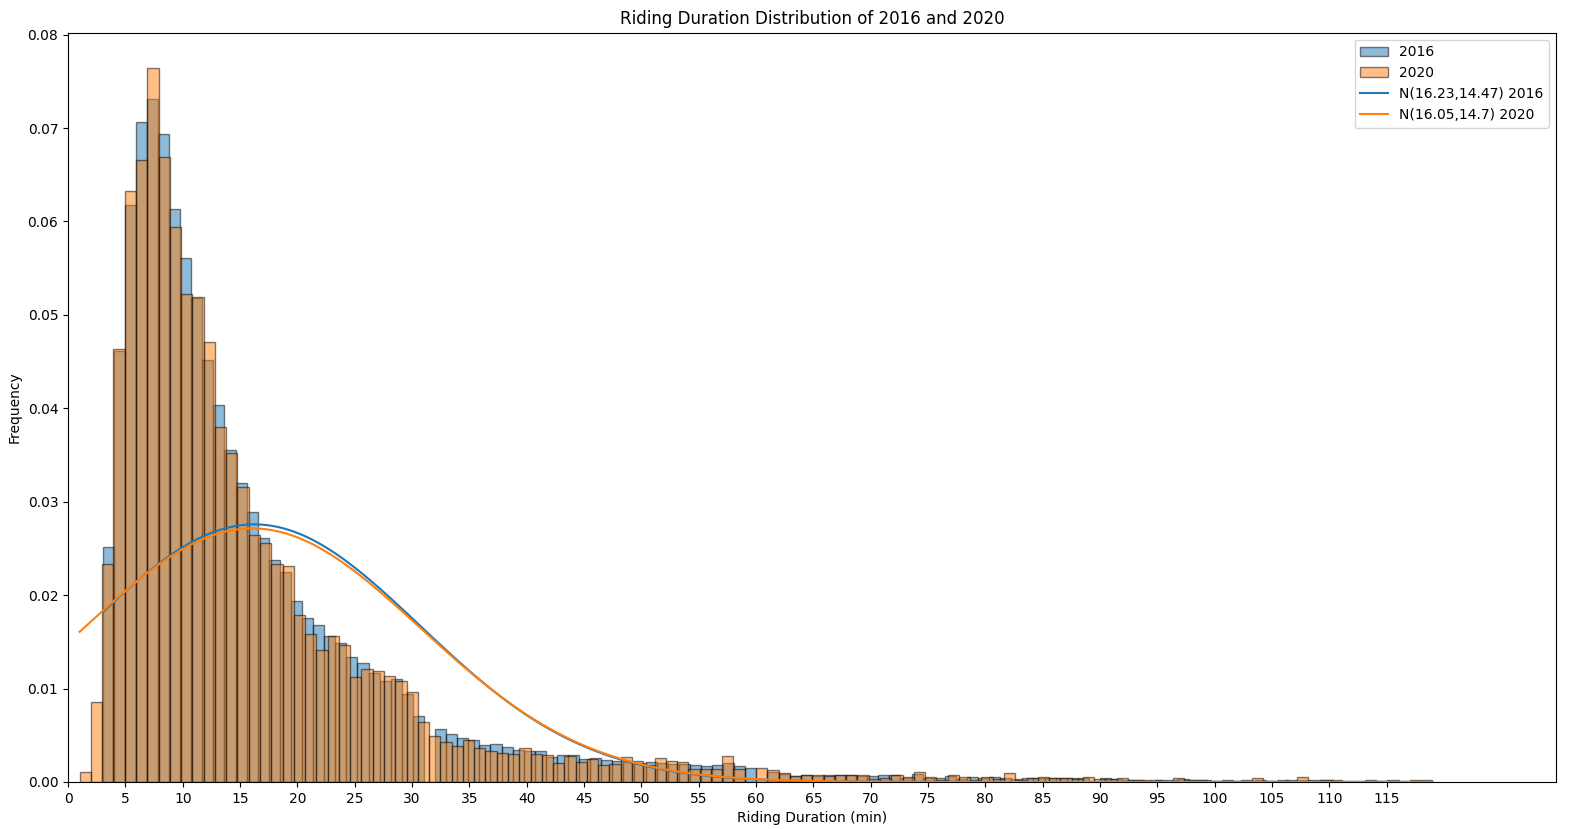 Riding Duration Distribution of 2016 and 2020
2016
2020
N(16.23,14.47) 2016
N(16.05,14.7) 2020
Frequency
0.08
0.07
0.06
0.05
0.04
0.03
0.02
0.01
0.00
0 5 10 15 20 25 30 35 40 45 50 55 60 65 70 75 80 85 90 95 100 105 110 115
Riding Duration (min)